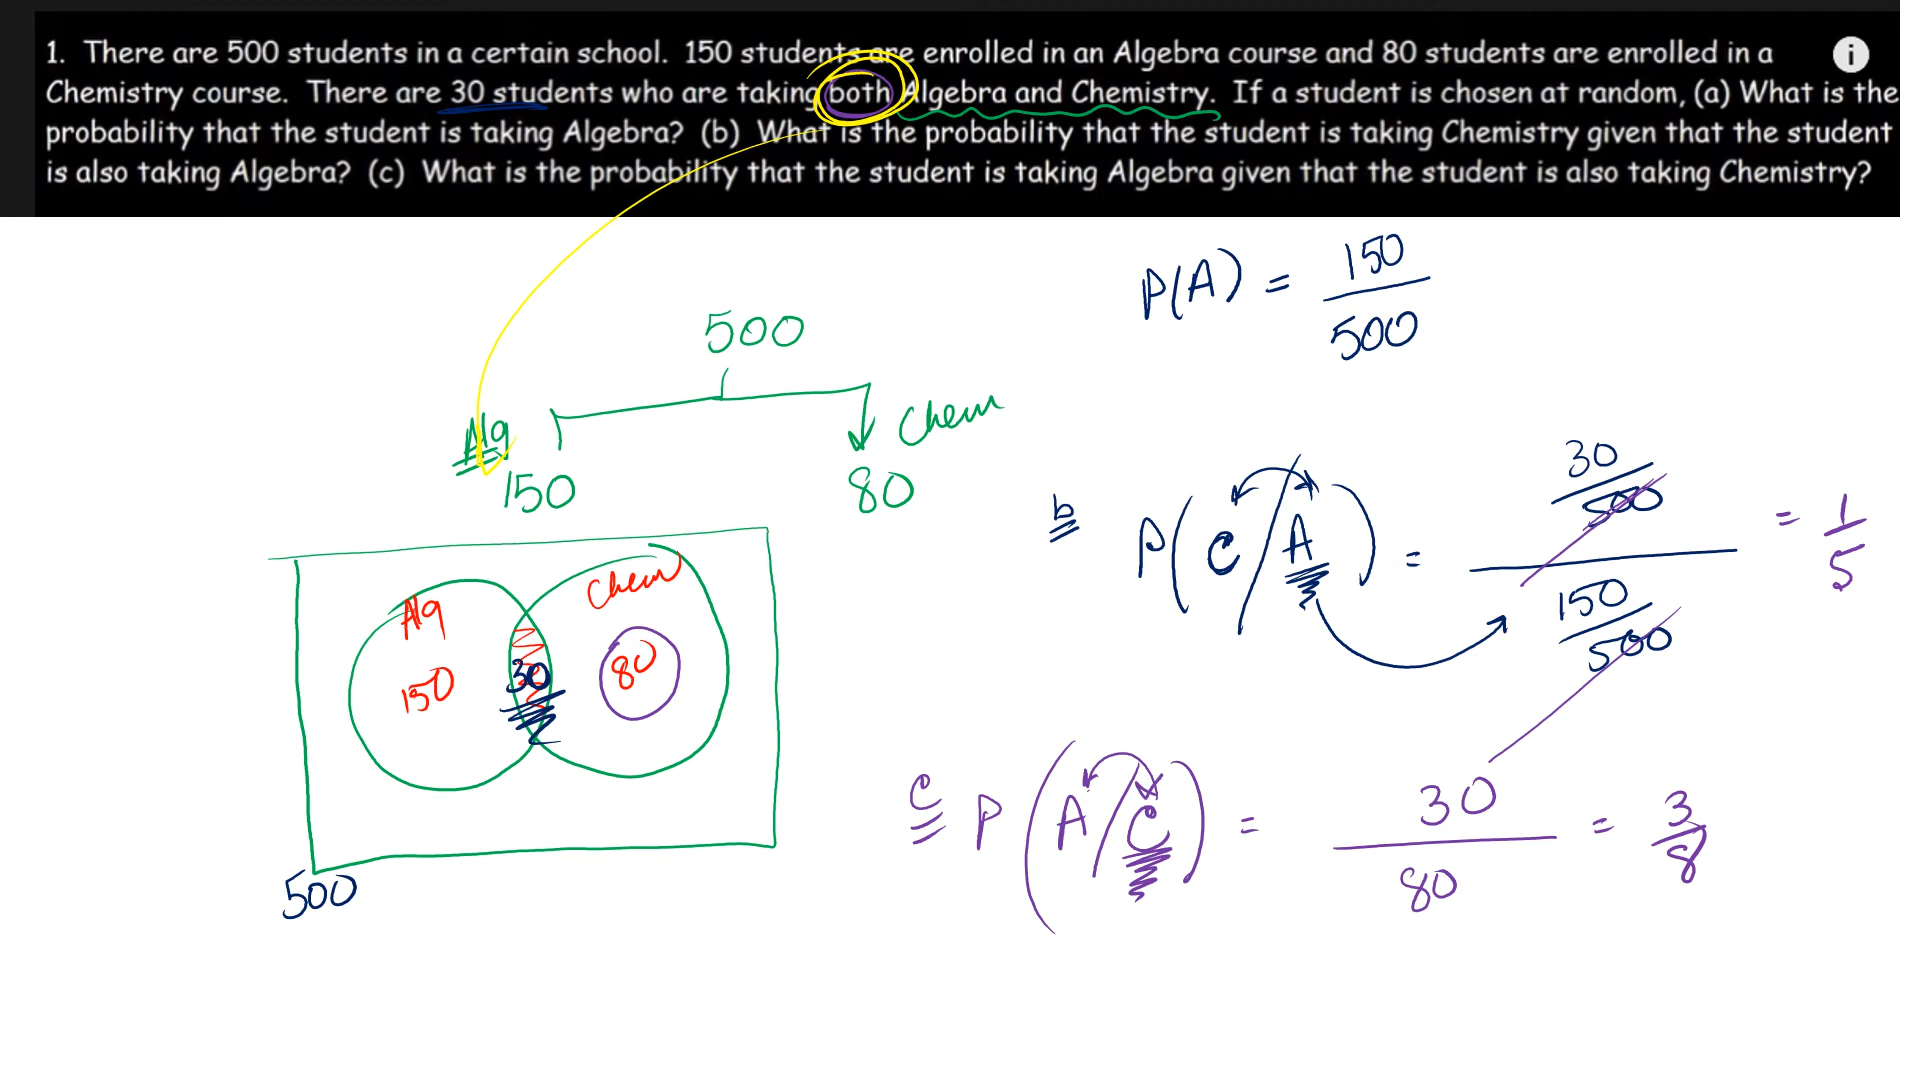 1. There are 500 students in a certain school. 150 students are enrolled in an Algebra course and 80 students are enrolled in a
Chemistry course. There are 30 students who are taking both Algebra and Chemistry. If a student is chosen at random, (a) What is the
probability that the student is taking Algebra? (b) What is the probability that the student is taking Chemistry given that the student
is also taking Algebra? (c) What is the probability that the student is taking Algebra given that the student is also taking Chemistry?
i
P(A) = 150/500
500
Alg
Chem
150
80
b P(C/A) = 30/500 / 150/500 = 1/5
Alg
Chem
150
30
80
500
c P(A/C) = 30/80 = 3/8